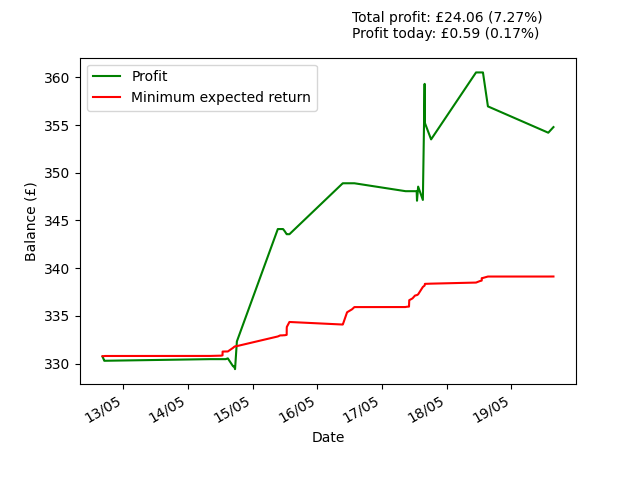 Total profit: £24.06 (7.27%)
Profit today: £0.59 (0.17%)
Profit
Minimum expected return
360
355
350
345
340
335
330
Balance (£)
13/05
14/05
15/05
16/05
17/05
18/05
19/05
Date